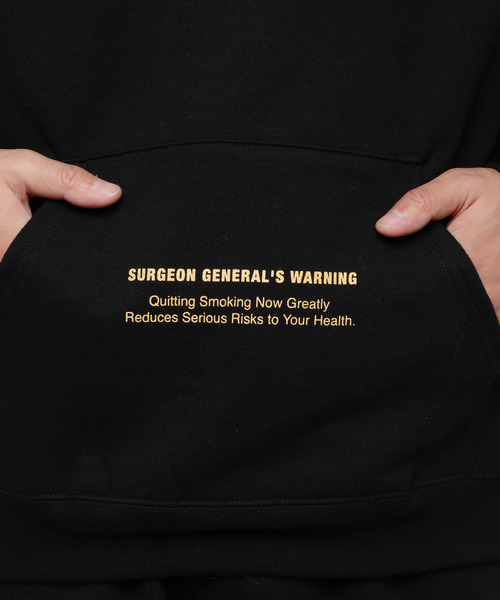 SURGEON GENERAL'S WARNING
Quitting Smoking Now Greatly
Reduces Serious Risks to Your Health.